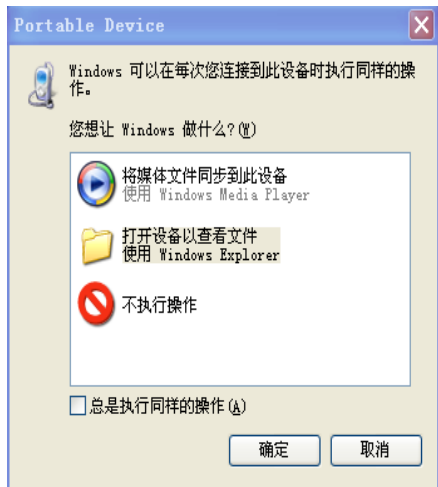 Portable Device
Windows 可以在每次您连接到此设备时执行同样的操
作。
您想让 Windows 做什么?(W)
将媒体文件同步到此设备
使用 Windows Media Player
打开设备以查看文件
使用 Windows Explorer
不执行操作
总是执行同样的操作(A)
确定
取消